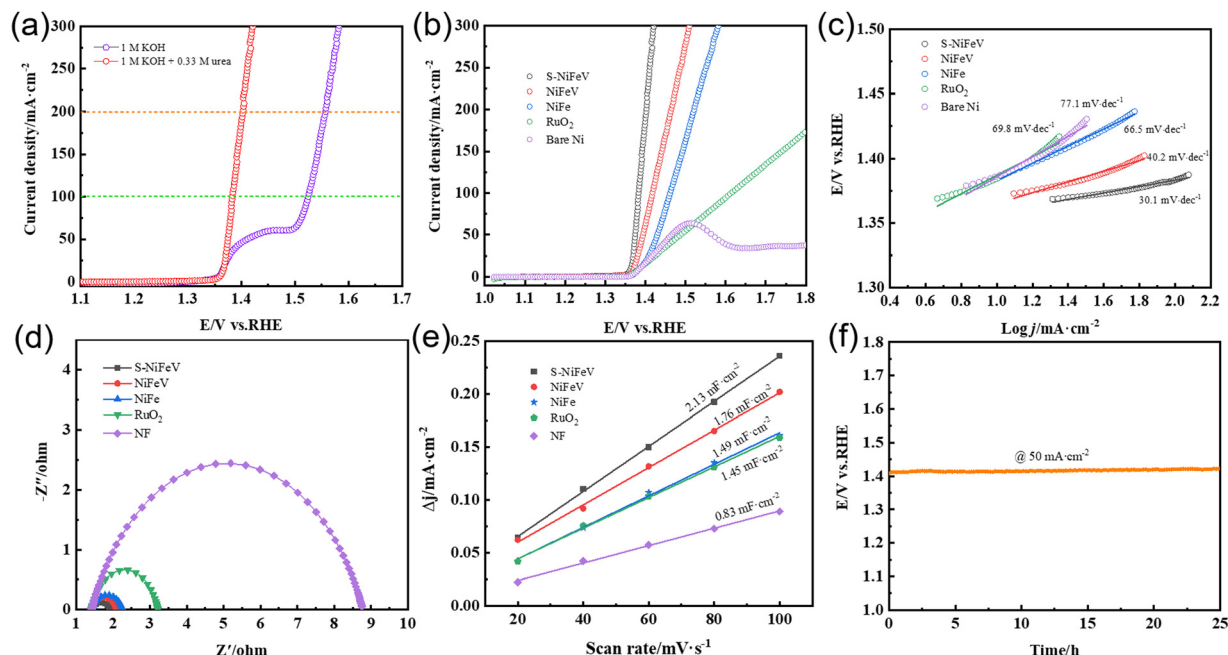 (a)
300
250
200
150
100
50
0
Current density/mA·cm⁻²
1 M KOH
1 M KOH + 0.33 M urea
1.1 1.2 1.3 1.4 1.5 1.6 1.7
E/V vs.RHE
(b)
300
250
200
150
100
50
0
Current density/mA·cm⁻²
S-NiFeV
NiFeV
NiFe
RuO₂
Bare Ni
1.0 1.1 1.2 1.3 1.4 1.5 1.6 1.7 1.8
E/V vs.RHE
(c)
1.50
1.45
1.40
1.35
1.30
E/V vs.RHE
S-NiFeV
NiFeV
NiFe
RuO₂
Bare Ni
77.1 mV·dec⁻¹
69.8 mV·dec⁻¹
66.5 mV·dec⁻¹
40.2 mV·dec⁻¹
30.1 mV·dec⁻¹
0.4 0.6 0.8 1.0 1.2 1.4 1.6 1.8 2.0 2.2
Log j/mA·cm⁻²
(d)
4
3
2
1
0
-Z″/ohm
S-NiFeV
NiFeV
NiFe
RuO₂
NF
2 3 4 5 6 7 8 9 10
Z′/ohm
(e)
0.25
0.20
0.15
0.10
0.05
0.00
Δj/mA·cm⁻²
S-NiFeV
NiFeV
NiFe
RuO₂
NF
2.13 mF·cm⁻²
1.76 mF·cm⁻²
1.49 mF·cm⁻²
1.45 mF·cm⁻²
0.83 mF·cm⁻²
20 40 60 80 100
Scan rate/mV·s⁻¹
(f)
1.8
1.7
1.6
1.5
1.4
1.3
1.2
1.1
1.0
E/V vs.RHE
@ 50 mA·cm⁻²
0 5 10 15 20 25
Time/h